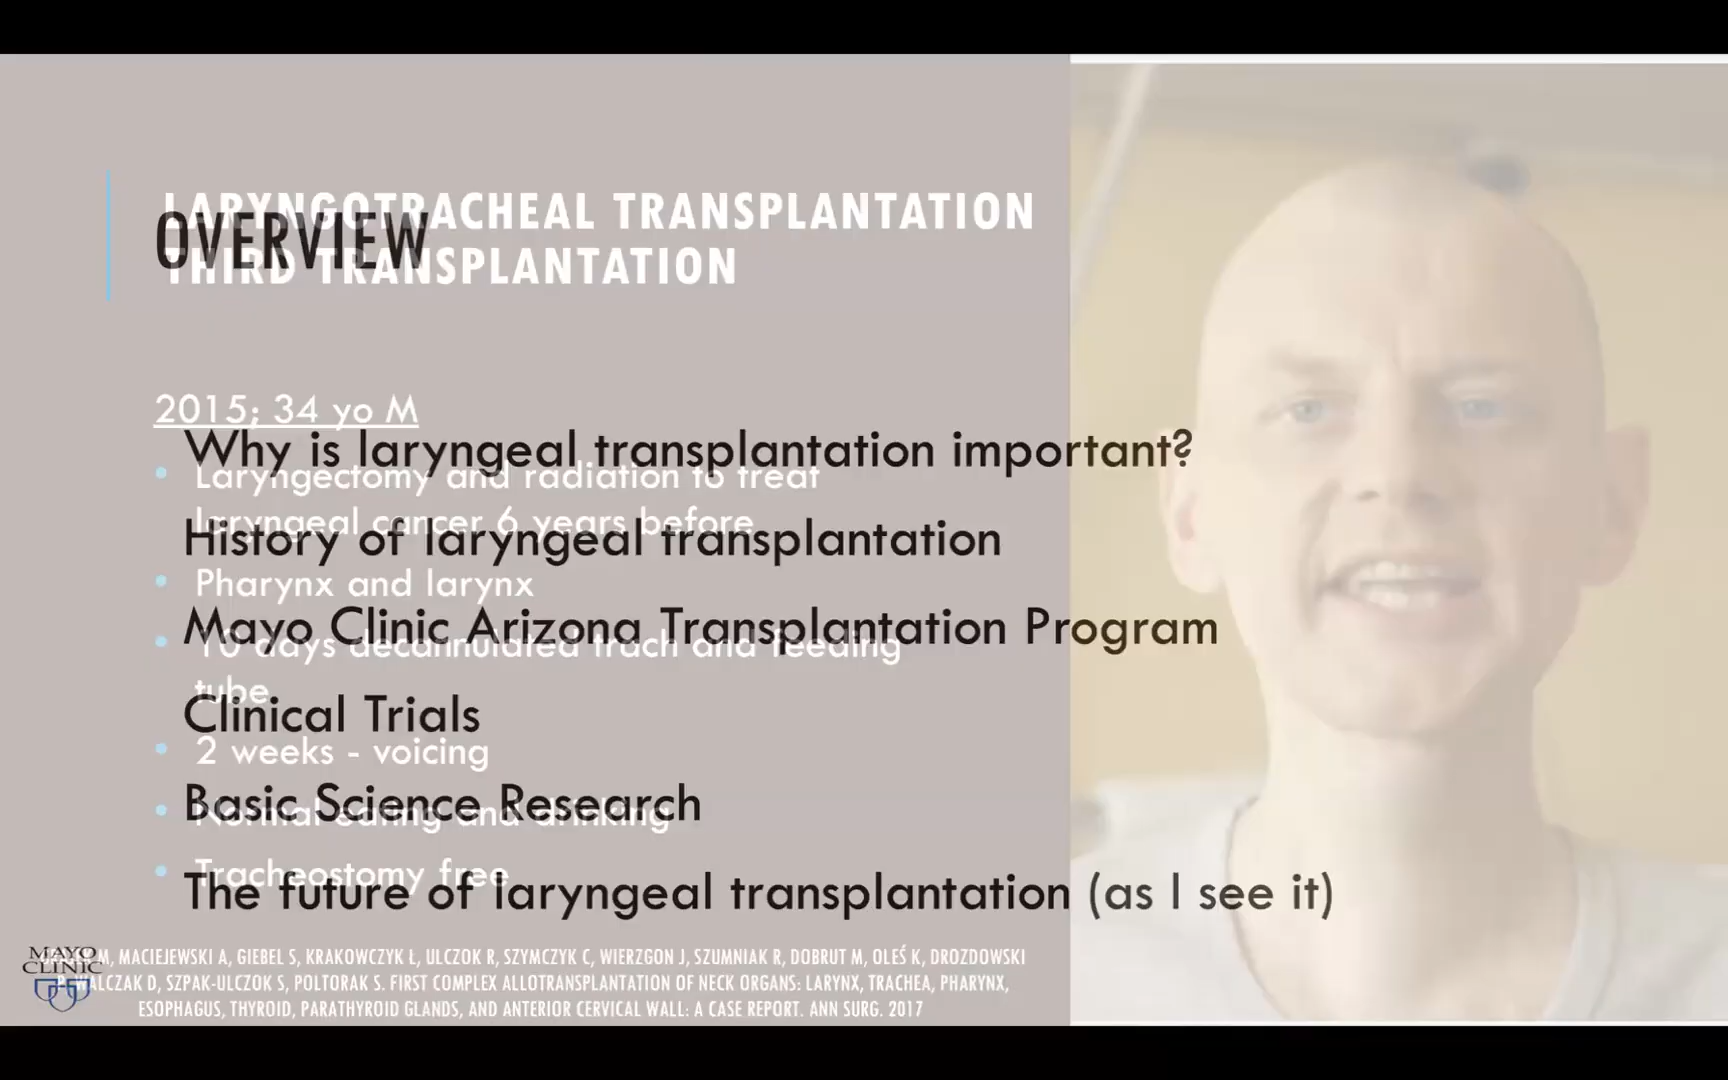 LARYNGOTRACHEAL TRANSPLANTATION
THIRD TRANSPLANTATION
OVERVIEW
2015; 34 yo M
• Laryngectomy and radiation to treat
laryngeal cancer 6 years before
• Pharynx and larynx
• 10 days decannulated trach and feeding
tube
• 2 weeks - voicing
• Normal eating and drinking
• Tracheostomy free
Why is laryngeal transplantation important?
History of laryngeal transplantation
Mayo Clinic Arizona Transplantation Program
Clinical Trials
Basic Science Research
The future of laryngeal transplantation (as I see it)
MAYO
CLINIC
M, MACIEJEWSKI A, GIEBEL S, KRAKOWCZYK Ł, ULCZOK R, SZYMCZYK C, WIERZGON J, SZUMNIAK R, DOBRUT M, OLEŚ K, DROZDOWSKI
WALCZAK D, SZPAK-ULCZOK S, POLTORAK S. FIRST COMPLEX ALLOTRANSPLANTATION OF NECK ORGANS: LARYNX, TRACHEA, PHARYNX,
ESOPHAGUS, THYROID, PARATHYROID GLANDS, AND ANTERIOR CERVICAL WALL: A CASE REPORT. ANN SURG. 2017